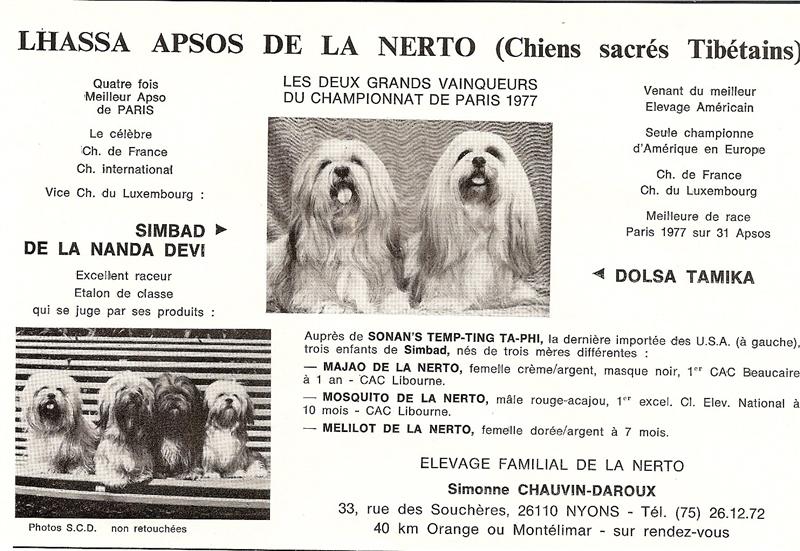 LHASSA APSOS DE LA NERTO (Chiens sacrés Tibétains)
Quatre fois
Meilleur Apso
de PARIS
Le célèbre
Ch. de France
Ch. international
Vice Ch. du Luxembourg :
SIMBAD ►
DE LA NANDA DEVI
Excellent raceur
Etalon de classe
qui se juge par ses produits :
LES DEUX GRANDS VAINQUEURS
DU CHAMPIONNAT DE PARIS 1977
Venant du meilleur
Elevage Américain
Seule championne
d'Amérique en Europe
Ch. de France
Ch. du Luxembourg
Meilleure de race
Paris 1977 sur 31 Apsos
◄ DOLSA TAMIKA
Auprès de SONAN'S TEMP-TING TA-PHI, la dernière importée des U.S.A. (à gauche),
trois enfants de Simbad, nés de trois mères différentes :
— MAJAO DE LA NERTO, femelle crème/argent, masque noir, 1er CAC Beaucaire
à 1 an - CAC Libourne.
— MOSQUITO DE LA NERTO, mâle rouge-acajou, 1er excel. Cl. Elev. National à
10 mois - CAC Libourne.
— MELILOT DE LA NERTO, femelle dorée/argent à 7 mois.
ELEVAGE FAMILIAL DE LA NERTO
Simonne CHAUVIN-DAROUX
33, rue des Souchères, 26110 NYONS - Tél. (75) 26.12.72
40 km Orange ou Montélimar - sur rendez-vous
Photos S.C.D. non retouchées